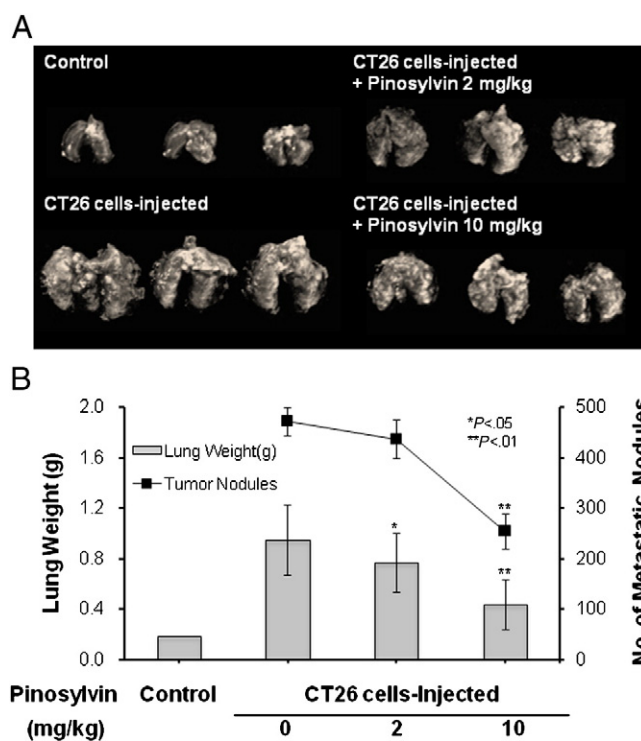 A
Control
CT26 cells-injected
+ Pinosylvin 2 mg/kg
CT26 cells-injected
CT26 cells-injected
+ Pinosylvin 10 mg/kg
B
Lung Weight (g)
2.0
1.6
1.2
0.8
0.4
0.0
Lung Weight(g)
Tumor Nodules
*P<.05
**P<.01
*
**
**
500
400
300
200
100
0
No. of Metastatic Nodules
Pinosylvin Control CT26 cells-Injected
(mg/kg) 0 2 10